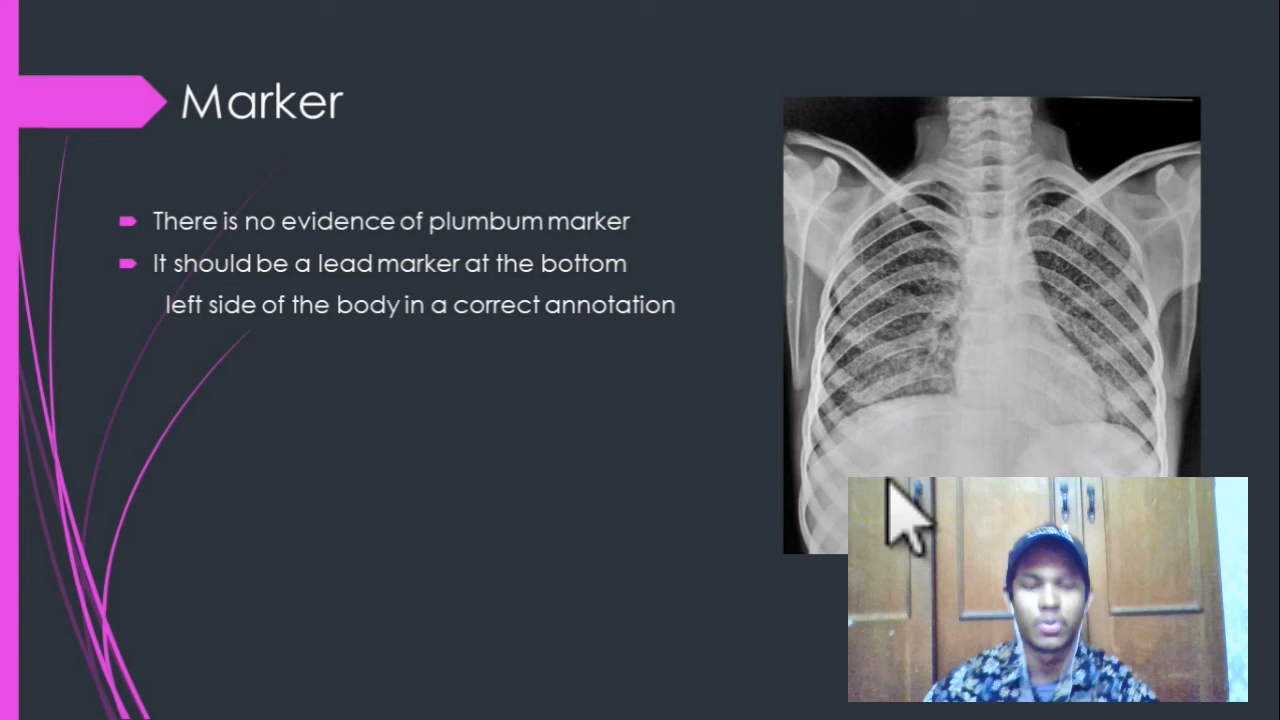 Marker
There is no evidence of plumbum marker
It should be a lead marker at the bottom
left side of the body in a correct annotation